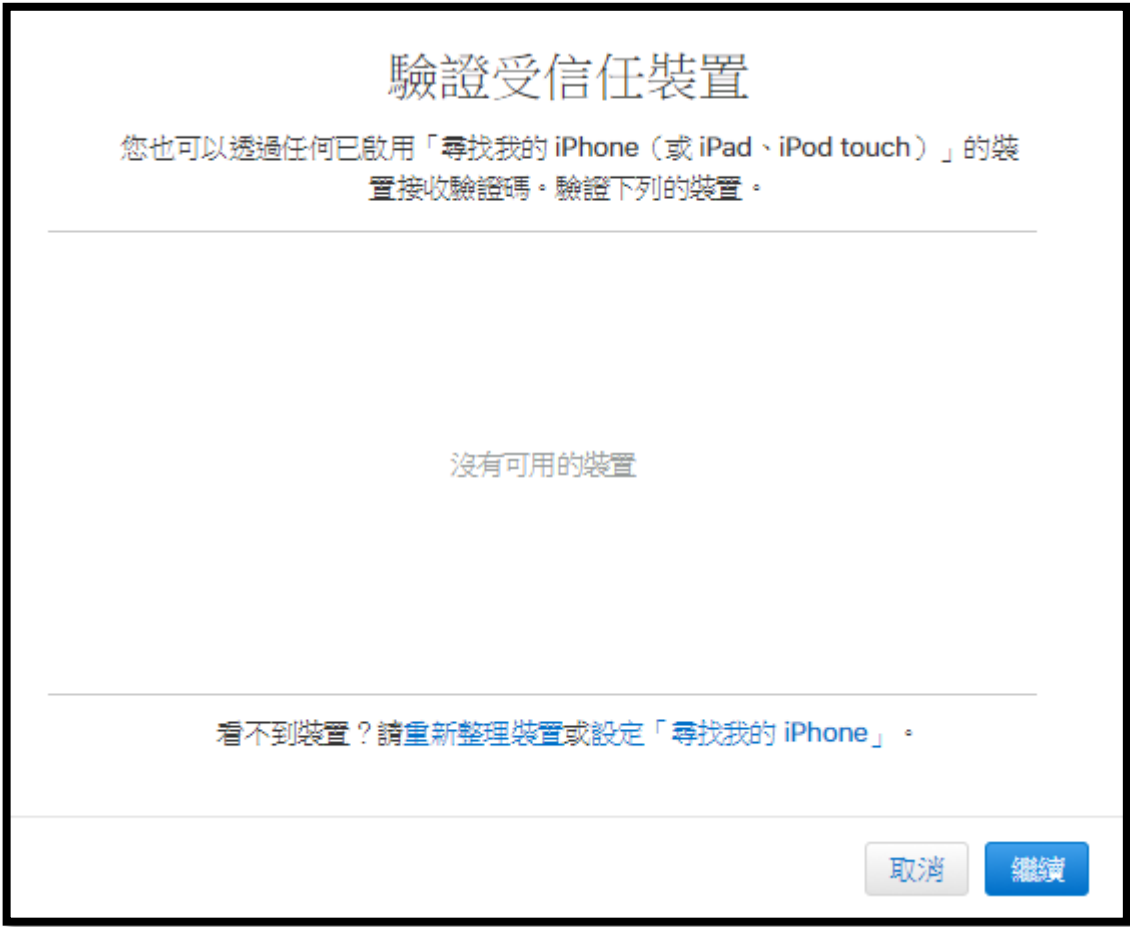 驗證受信任裝置
您也可以透過任何已啟用「尋找我的 iPhone（或 iPad、iPod touch）」的裝
置接收驗證碼。驗證下列的裝置。
沒有可用的裝置
看不到裝置？請重新整理裝置或設定「尋找我的 iPhone」。
取消
繼續